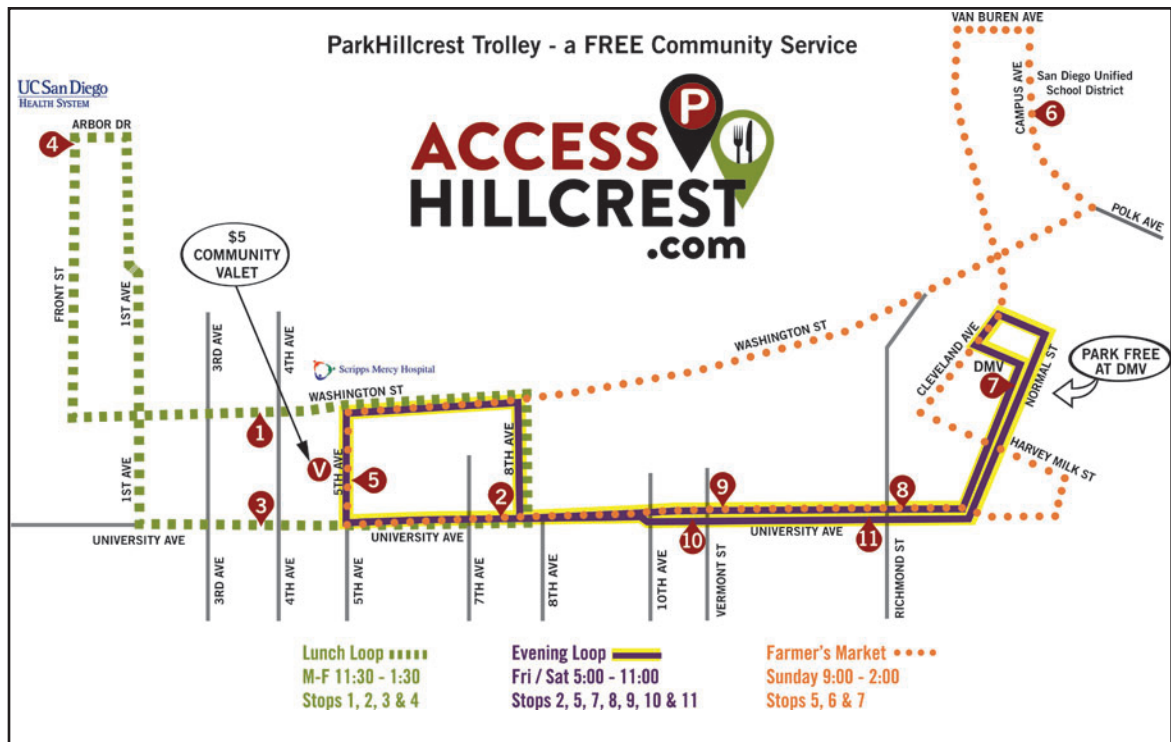 ParkHillcrest Trolley - a FREE Community Service
VAN BUREN AVE
UC San Diego
HEALTH SYSTEM
San Diego Unified
School District
CAMPUS AVE
6
ARBOR DR
4
P
ACCESS
HILLCREST
.com
POLK AVE
$5
COMMUNITY
VALET
FRONT ST
1ST AVE
3RD AVE
4TH AVE
WASHINGTON ST
Scripps Mercy Hospital
WASHINGTON ST
CLEVELAND AVE
DMV
7
NORMAL ST
PARK FREE
AT DMV
1
V
5TH AVE
5
8TH AVE
HARVEY MILK ST
1ST AVE
3
2
9
8
UNIVERSITY AVE
UNIVERSITY AVE
10
UNIVERSITY AVE
11
3RD AVE
4TH AVE
5TH AVE
7TH AVE
8TH AVE
10TH AVE
VERMONT ST
RICHMOND ST
Lunch Loop
M-F 11:30 - 1:30
Stops 1, 2, 3 & 4
Evening Loop
Fri / Sat 5:00 - 11:00
Stops 2, 5, 7, 8, 9, 10 & 11
Farmer's Market
Sunday 9:00 - 2:00
Stops 5, 6 & 7